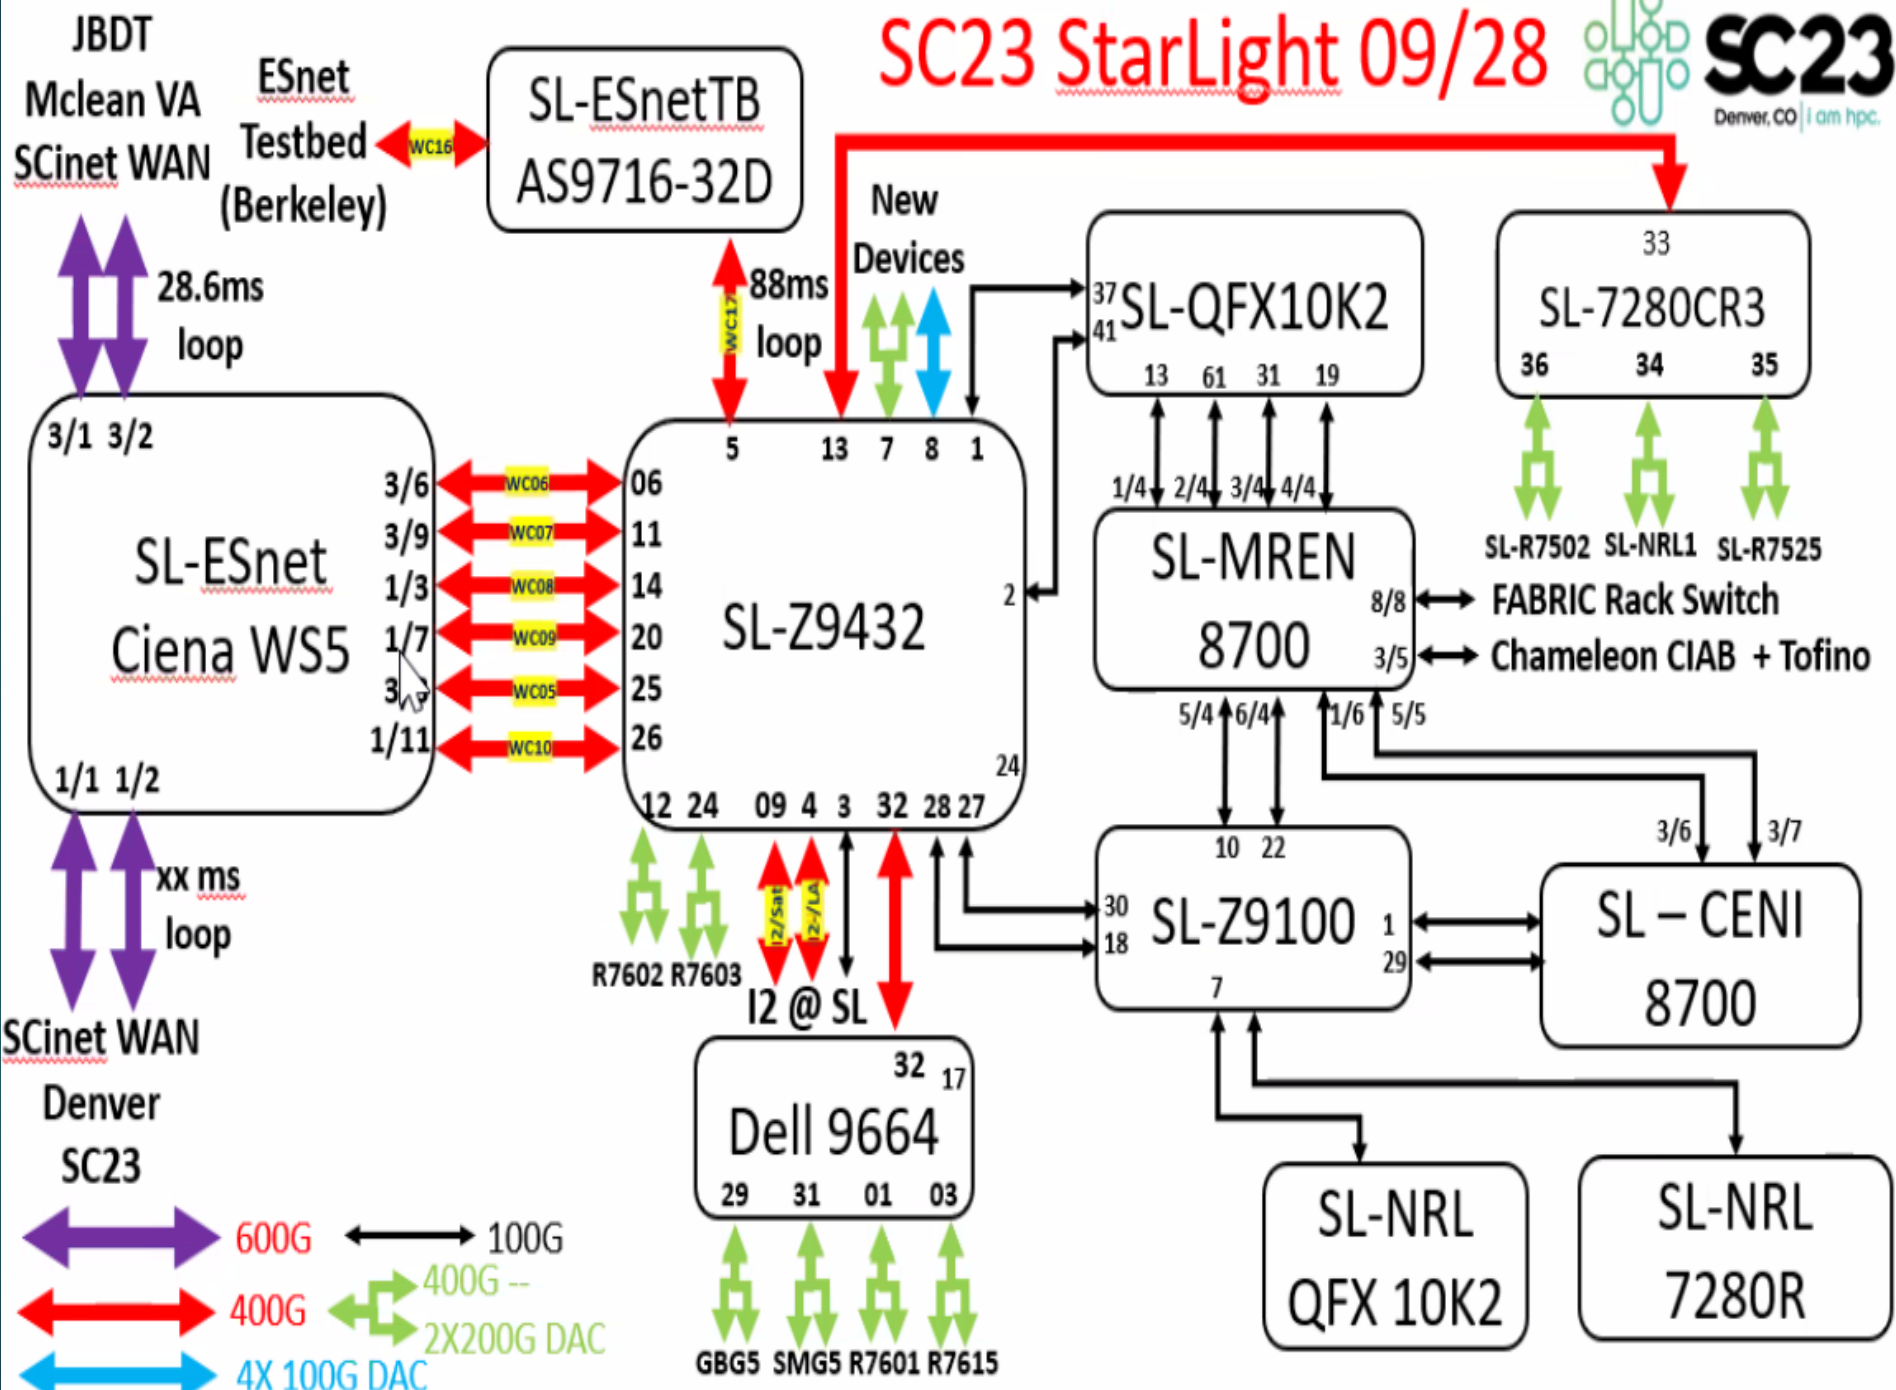 SC23 StarLight 09/28
SC23
Denver, CO | i am hpc.
JBDT
Mclean VA
SCinet WAN
28.6ms
loop
ESnet
Testbed
(Berkeley)
WC16
SL-ESnetTB
AS9716-32D
WC17
88ms
loop
New
Devices
37
41
SL-QFX10K2
13 61 31 19
33
SL-7280CR3
36 34 35
SL-R7502 SL-NRL1 SL-R7525
3/1 3/2
3/6
3/9
1/3
1/7
1/11
SL-ESnet
Ciena WS5
1/1 1/2
WC06
WC07
WC08
WC09
WC05
WC10
5 13 7 8 1
06
11
14
20
25
26
SL-Z9432
2
24
12 24 09 4 3 32 28 27
1/4 2/4 3/4 4/4
SL-MREN
8700
8/8
3/5
FABRIC Rack Switch
Chameleon CIAB + Tofino
5/4 6/4 1/6 5/5
3/6 3/7
xx ms
loop
SCinet WAN
Denver
SC23
R7602 R7603
I2/Sat
I2-/LA
I2 @ SL
10 22
30
18
SL-Z9100
1
29
7
SL – CENI
8700
32
17
Dell 9664
29 31 01 03
GBG5 SMG5 R7601 R7615
SL-NRL
QFX 10K2
SL-NRL
7280R
600G
100G
400G
400G --
2X200G DAC
4X 100G DAC